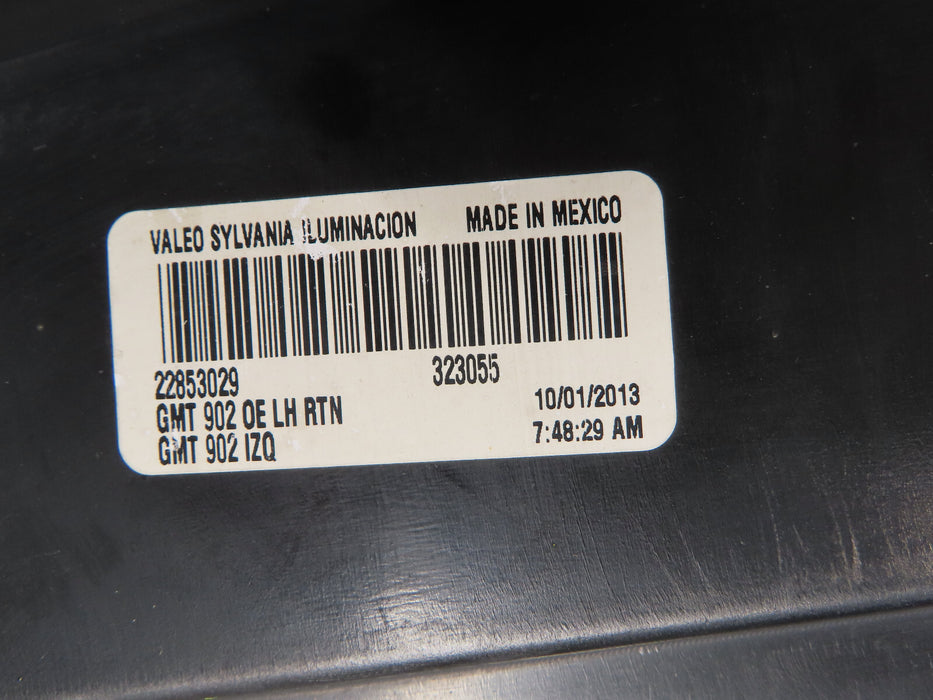 VALEO SYLVANIA ILUMINACION MADE IN MEXICO
22853029 323055
GMT 902 OE LH RTN 10/01/2013
GMT 902 IZQ 7:48:29 AM